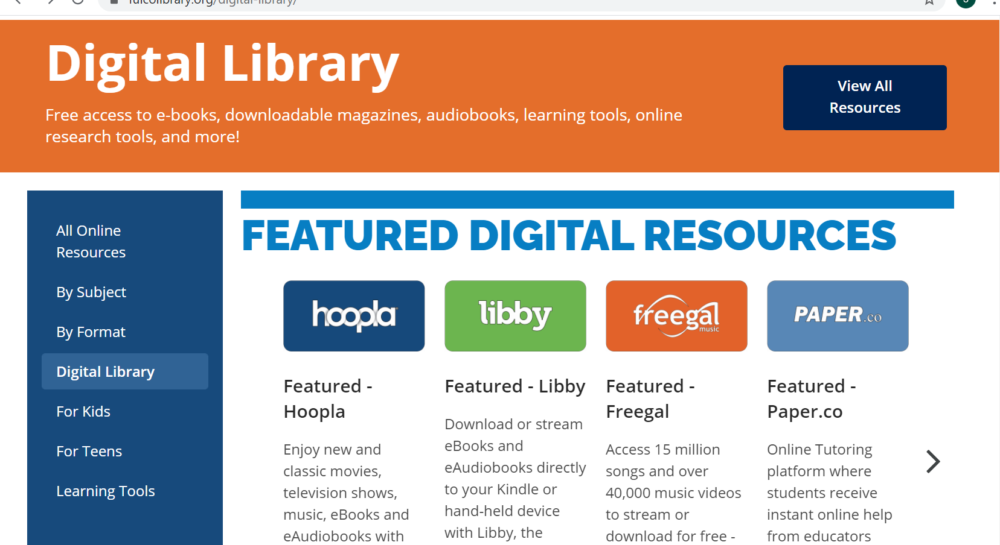 fulcolibrary.org/digital-library/
Digital Library
Free access to e-books, downloadable magazines, audiobooks, learning tools, online
research tools, and more!
View All
Resources
All Online
Resources
By Subject
By Format
Digital Library
For Kids
For Teens
Learning Tools
FEATURED DIGITAL RESOURCES
hoopla
libby
freegal
music
PAPER.co
Featured -
Hoopla
Enjoy new and
classic movies,
television shows,
music, eBooks and
eAudiobooks with
Featured - Libby
Download or stream
eBooks and
eAudiobooks directly
to your Kindle or
hand-held device
with Libby, the
Featured -
Freegal
Access 15 million
songs and over
40,000 music videos
to stream or
download for free -
Featured -
Paper.co
Online Tutoring
platform where
students receive
instant online help
from educators